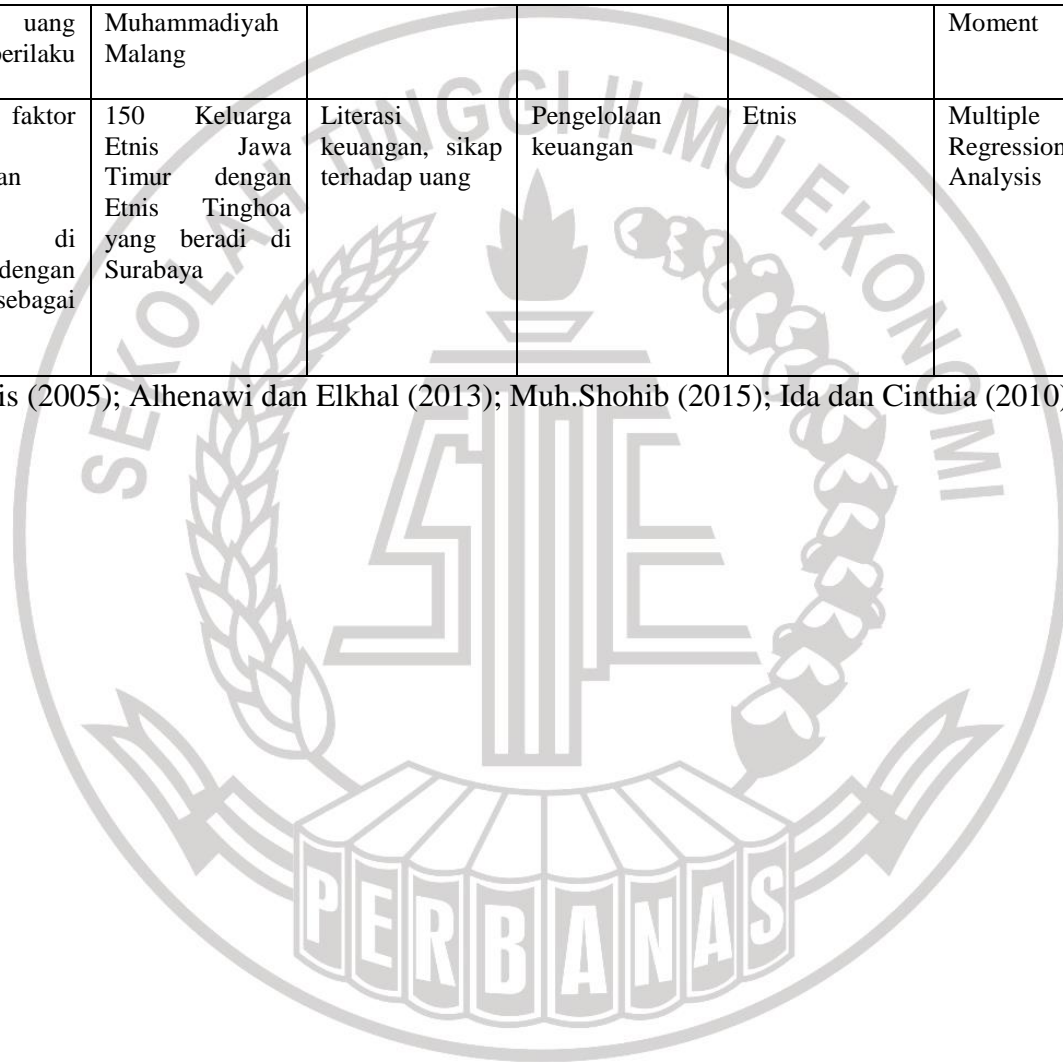 uang
perilaku
Muhammadiyah
Malang
Moment
faktor
di
dengan
sebagai
150 Keluarga
Etnis Jawa
Timur dengan
Etnis Tinghoa
yang beradi di
Surabaya
Literasi
keuangan, sikap
terhadap uang
Pengelolaan
keuangan
Etnis
Multiple
Regression
Analysis
(2005); Alhenawi dan Elkhal (2013); Muh.Shohib (2015); Ida dan Cinthia (2010)
SEKOLAH TINGGI ILMU EKONOMI
STIE
PERBANAS